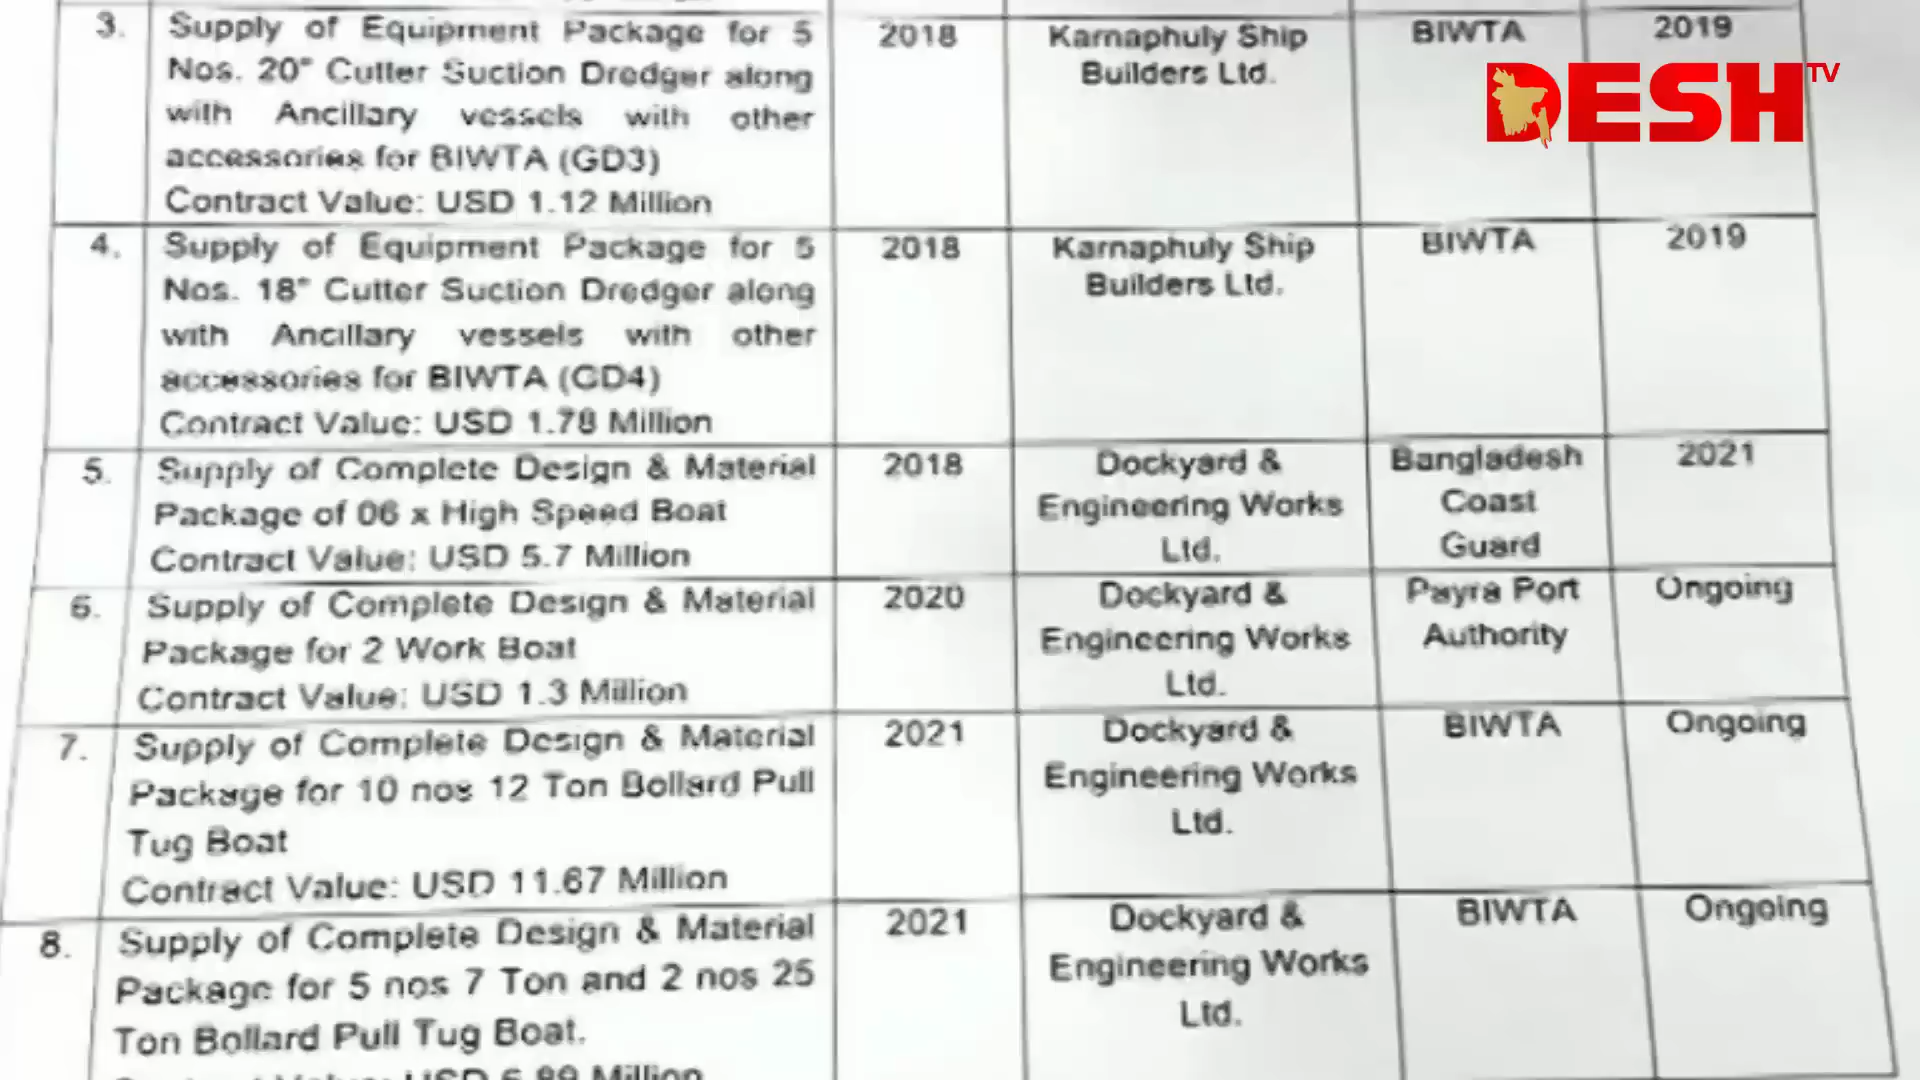 3. Supply of Equipment Package for 5 2018 Karnaphuly Ship BIWTA 2019
Nos. 20" Cutter Suction Dredger along Builders Ltd.
with Ancillary vessels with other
accessories for BIWTA (GD3)
Contract Value: USD 1.12 Million
DESH TV
4. Supply of Equipment Package for 5 2018 Karnaphuly Ship BIWTA 2019
Nos. 18" Cutter Suction Dredger along Builders Ltd.
with Ancillary vessels with other
accessories for BIWTA (GD4)
Contract Value: USD 1.78 Million
5. Supply of Complete Design & Material 2018 Dockyard & Bangladesh 2021
Package of 06 x High Speed Boat Engineering Works Coast
Contract Value: USD 5.7 Million Ltd. Guard
6. Supply of Complete Design & Material 2020 Dockyard & Payra Port Ongoing
Package for 2 Work Boat Engineering Works Authority
Contract Value: USD 1.3 Million Ltd.
7. Supply of Complete Design & Material 2021 Dockyard & BIWTA Ongoing
Package for 10 nos 12 Ton Bollard Pull Engineering Works
Tug Boat Ltd.
Contract Value: USD 11.67 Million
8. Supply of Complete Design & Material 2021 Dockyard & BIWTA Ongoing
Package for 5 nos 7 Ton and 2 nos 25 Engineering Works
Ton Bollard Pull Tug Boat. Ltd.
Contract Value: USD 6.89 Million